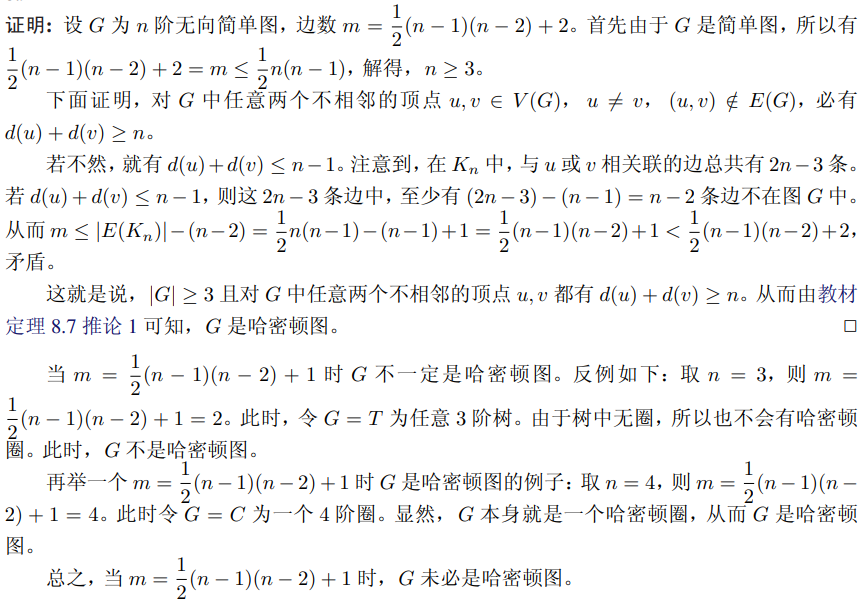 证明：设 G 为 n 阶无向简单图，边数 m = \frac{1}{2}(n − 1)(n − 2) + 2。首先由于 G 是简单图，所以有
\frac{1}{2}(n − 1)(n − 2) + 2 = m ≤ \frac{1}{2}n(n − 1)，解得，n ≥ 3。
下面证明，对 G 中任意两个不相邻的顶点 u, v ∈ V(G)， u ≠ v， (u, v) ∉ E(G)，必有
d(u) + d(v) ≥ n。
若不然，就有 d(u)+d(v) ≤ n−1。注意到，在 K_n 中，与 u 或 v 相关联的边总共有 2n−3 条。
若 d(u)+d(v) ≤ n−1，则这 2n−3 条边中，至少有 (2n−3) − (n−1) = n−2 条边不在图 G 中。
从而 m ≤ |E(K_n)|−(n−2) = \frac{1}{2}n(n−1)−(n−1)+1 = \frac{1}{2}(n−1)(n−2)+1 < \frac{1}{2}(n−1)(n−2)+2，
矛盾。
这就是说，|G| ≥ 3 且对 G 中任意两个不相邻的顶点 u, v 都有 d(u) + d(v) ≥ n。从而由教材
定理 8.7 推论 1 可知，G 是哈密顿图。 □
当 m = \frac{1}{2}(n − 1)(n − 2) + 1 时 G 不一定是哈密顿图。反例如下：取 n = 3，则 m =
\frac{1}{2}(n − 1)(n − 2) + 1 = 2。此时，令 G = T 为任意 3 阶树。由于树中无圈，所以也不会有哈密顿
圈。此时，G 不是哈密顿图。
再举一个 m = \frac{1}{2}(n−1)(n−2)+1 时 G 是哈密顿图的例子：取 n = 4，则 m = \frac{1}{2}(n−1)(n−
2) + 1 = 4。此时令 G = C 为一个 4 阶圈。显然，G 本身就是一个哈密顿圈，从而 G 是哈密顿
图。
总之，当 m = \frac{1}{2}(n − 1)(n − 2) + 1 时，G 未必是哈密顿图。